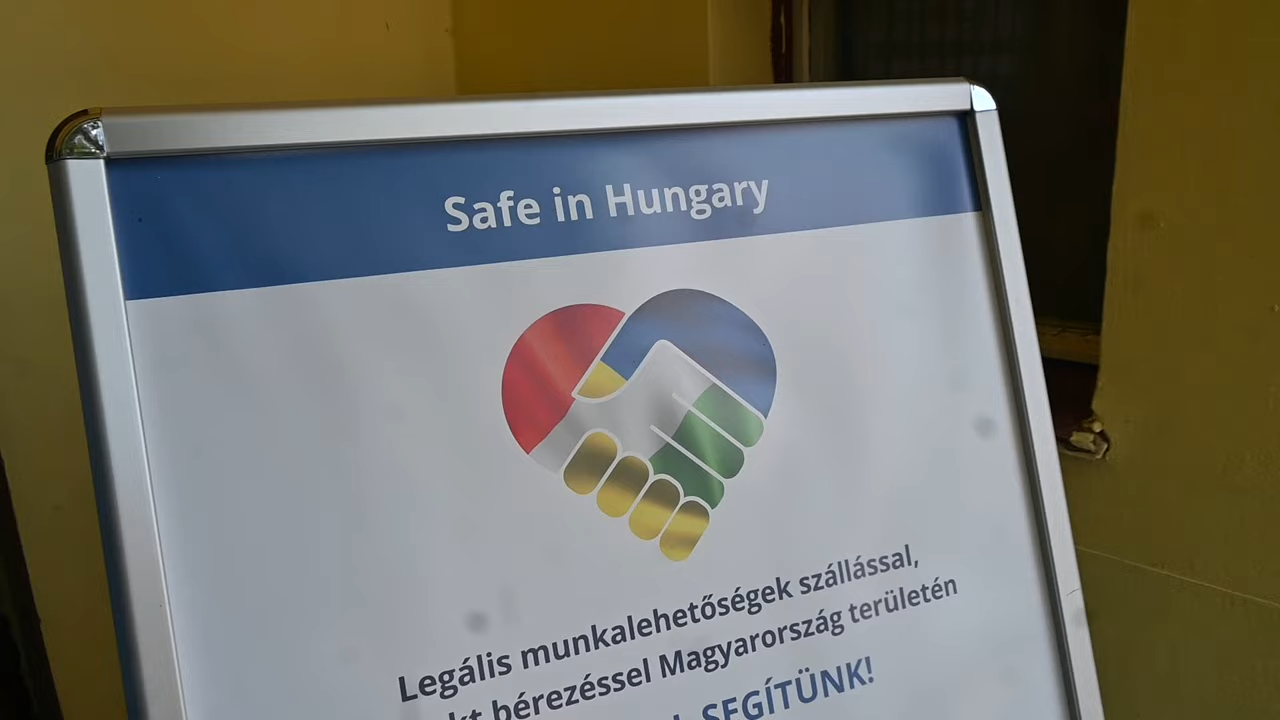 Safe in Hungary
Legális munkalehetőségek szállással,
bérezéssel Magyarország területén
SEGÍTÜNK!